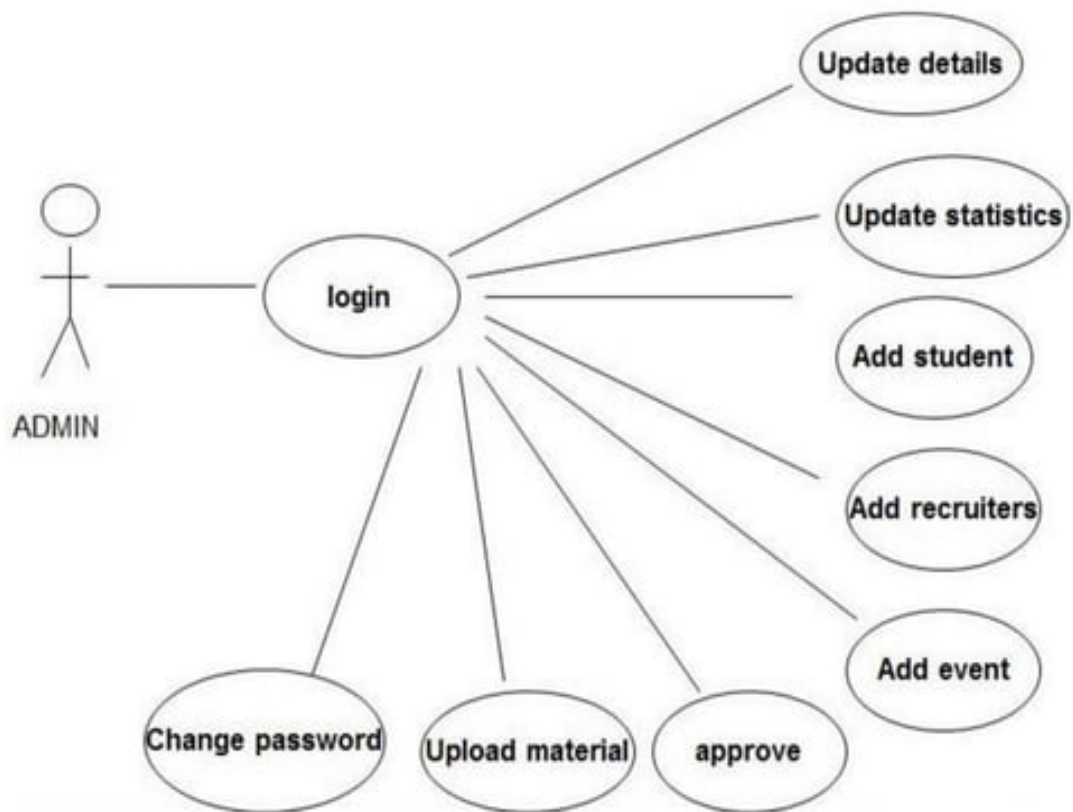 Update details
Update statistics
login
Add student
ADMIN
Add recruiters
Add event
Change password
Upload material
approve